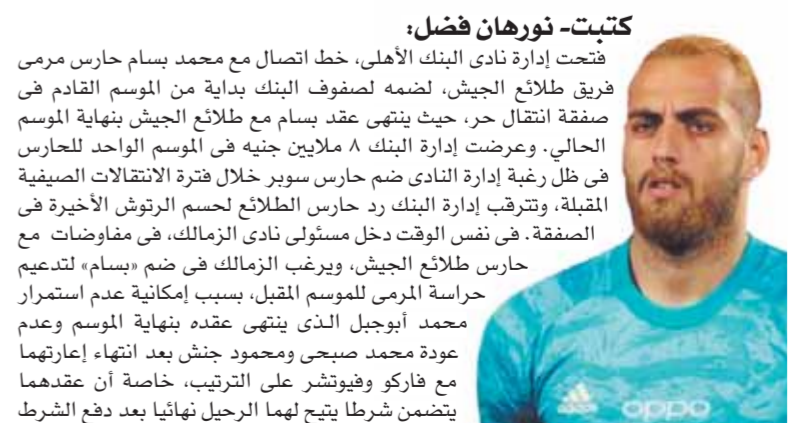 كتبت- نورهان فضل:
فتحت إدارة نادى البنك الأهلى، خط اتصال مع محمد بسام حارس مرمى
فريق طلائع الجيش، لضمه لصفوف البنك بداية من الموسم القادم فى
صفقة انتقال حر، حيث ينتهى عقد بسام مع طلائع الجيش بنهاية الموسم
الحالي. وعرضت إدارة البنك ٨ ملايين جنيه فى الموسم الواحد للحارس
فى ظل رغبة إدارة النادى ضم حارس سوبر خلال فترة الانتقالات الصيفية
المقبلة، وتترقب إدارة البنك رد حارس الطلائع لحسم الرتوش الأخيرة فى
الصفقة. فى نفس الوقت دخل مسئولى نادى الزمالك، فى مفاوضات مع
حارس طلائع الجيش، ويرغب الزمالك فى ضم «بسام» لتدعيم
حراسة المرمى للموسم المقبل، بسبب إمكانية عدم استمرار
محمد أبوجبل الذى ينتهى عقده بنهاية الموسم وعدم
عودة محمد صبحى ومحمود جنش بعد انتهاء إعارتهما
مع فاركو وفيوتشر على الترتيب، خاصة أن عقدهما
يتضمن شرطا يتيح لهما الرحيل نهائيا بعد دفع الشرط
adidas
oppo